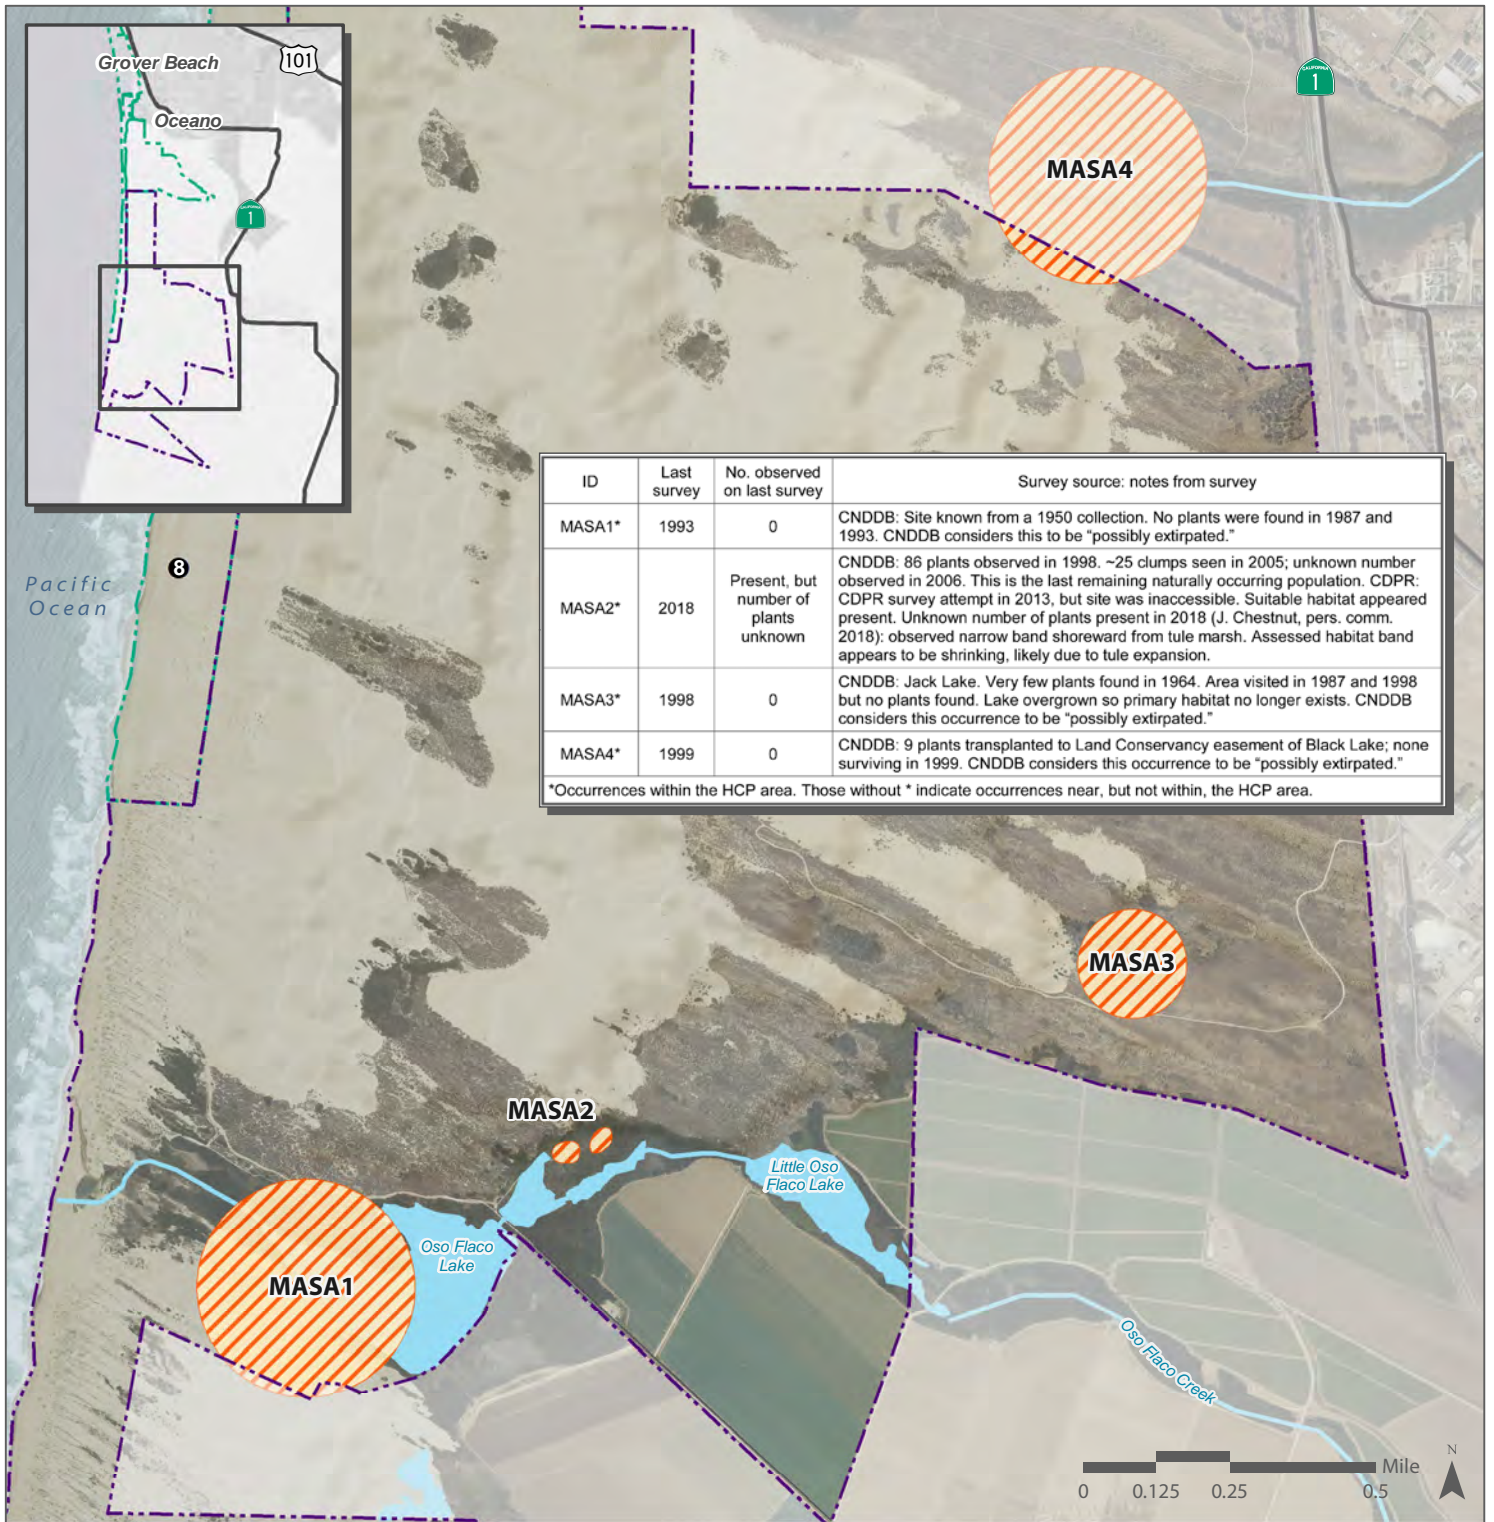 Grover Beach
101
Oceano
CALIFORNIA
1
CALIFORNIA
1
MASA4
Pacific
Ocean
8
ID
Last
survey
No. observed
on last survey
Survey source: notes from survey
MASA1*
1993
0
CNDDB: Site known from a 1950 collection. No plants were found in 1987 and
1993. CNDDB considers this to be “possibly extirpated.”
MASA2*
2018
Present, but
number of
plants
unknown
CNDDB: 86 plants observed in 1998. ~25 clumps seen in 2005; unknown number
observed in 2006. This is the last remaining naturally occurring population. CDPR:
CDPR survey attempt in 2013, but site was inaccessible. Suitable habitat appeared
present. Unknown number of plants present in 2018 (J. Chestnut, pers. comm.
2018): observed narrow band shoreward from tule marsh. Assessed habitat band
appears to be shrinking, likely due to tule expansion.
MASA3*
1998
0
CNDDB: Jack Lake. Very few plants found in 1964. Area visited in 1987 and 1998
but no plants found. Lake overgrown so primary habitat no longer exists. CNDDB
considers this occurrence to be “possibly extirpated.”
MASA4*
1999
0
CNDDB: 9 plants transplanted to Land Conservancy easement of Black Lake; none
surviving in 1999. CNDDB considers this occurrence to be “possibly extirpated.”
*Occurrences within the HCP area. Those without * indicate occurrences near, but not within, the HCP area.
MASA3
MASA2
Little Oso
Flaco Lake
Oso Flaco
Lake
MASA1
Oso Flaco Creek
N
Mile
0
0.125
0.25
0.5